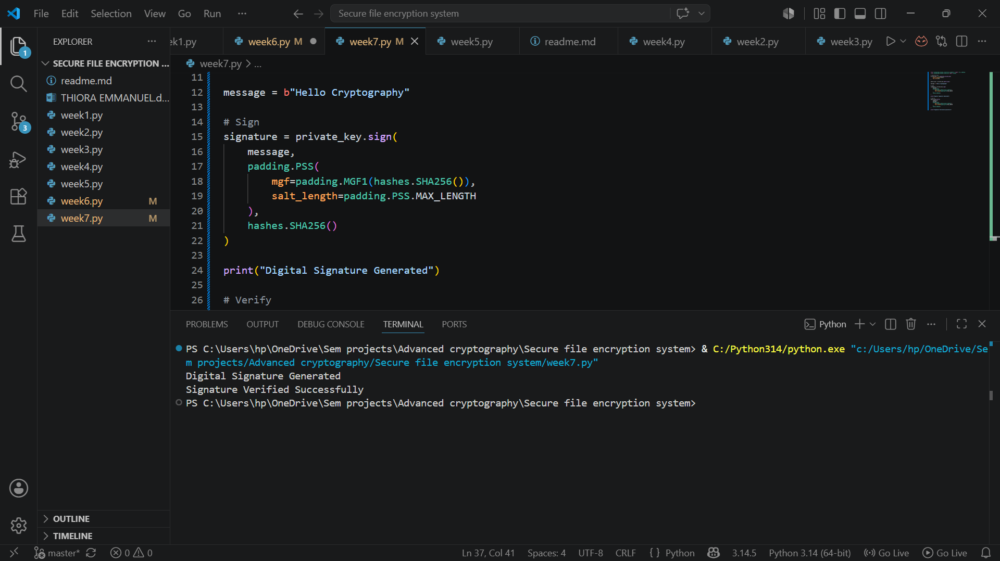 File Edit Selection View Go Run ···
Secure file encryption system
EXPLORER ···
ek1.py
week6.py M
week7.py M
week5.py
readme.md
week4.py
week2.py
week3.py
1
SECURE FILE ENCRYPTION ...
readme.md
THIORA EMMANUEL.d...
week1.py
3
week2.py
week3.py
week4.py
week5.py
week6.py M
week7.py M
OUTLINE
TIMELINE
week7.py > ...
11
12 message = b"Hello Cryptography"
13
14 # Sign
15 signature = private_key.sign(
16 message,
17 padding.PSS(
18 mgf=padding.MGF1(hashes.SHA256()),
19 salt_length=padding.PSS.MAX_LENGTH
20 ),
21 hashes.SHA256()
22 )
23
24 print("Digital Signature Generated")
25
26 # Verify
PROBLEMS OUTPUT DEBUG CONSOLE TERMINAL PORTS
Python
PS C:\Users\hp\OneDrive\Sem projects\Advanced cryptography\Secure file encryption system> & C:/Python314/python.exe "c:/Users/hp/OneDrive/Se
m projects/Advanced cryptography/Secure file encryption system/week7.py"
Digital Signature Generated
Signature Verified Successfully
PS C:\Users\hp\OneDrive\Sem projects\Advanced cryptography\Secure file encryption system>
master* 0 0 Ln 37, Col 41 Spaces: 4 UTF-8 CRLF { } Python 3.14.5 Python 3.14 (64-bit) Go Live Go Live